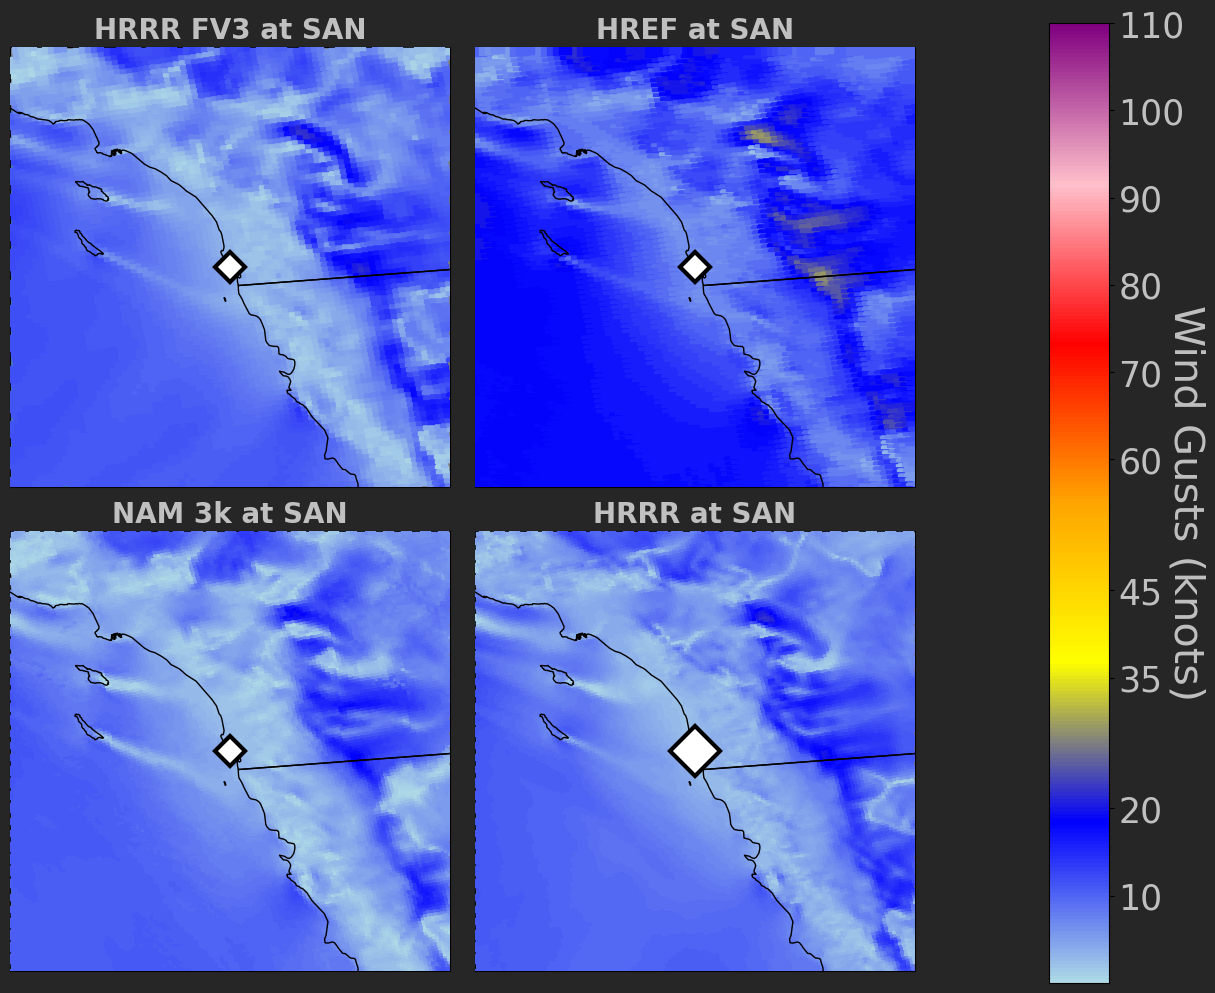 HRRR FV3 at SAN
HREF at SAN
NAM 3k at SAN
HRRR at SAN
110
100
90
80
70
60
45
35
20
10
Wind Gusts (knots)